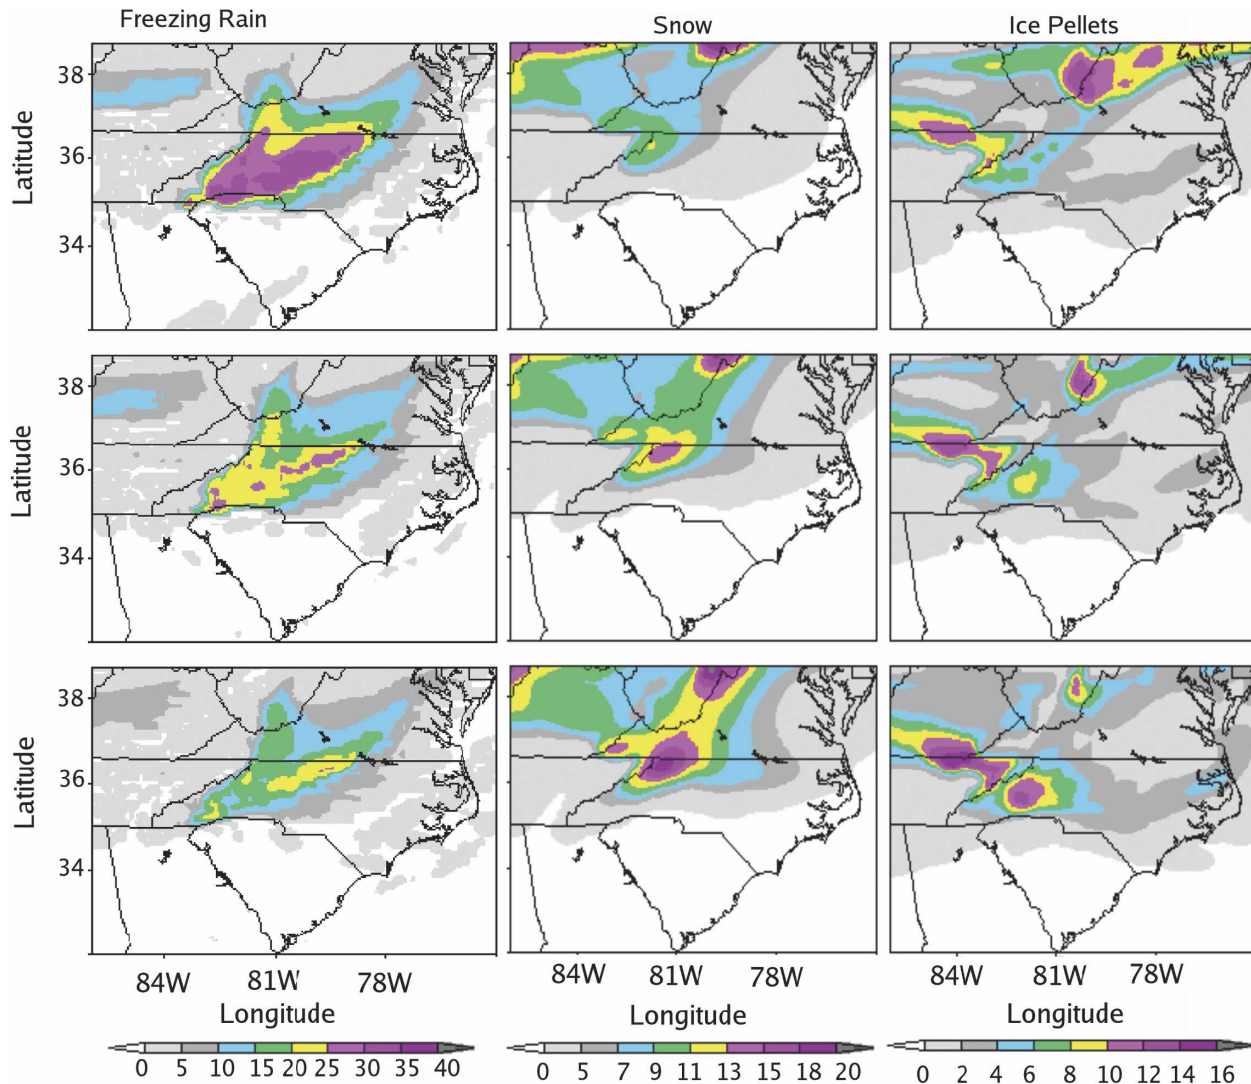 Freezing Rain Snow Ice Pellets
38
Latitude 36
34
38
Latitude 36
34
38
Latitude 36
34
84W 81W 78W 84W 81W 78W 84W 81W 78W
Longitude Longitude Longitude
0 5 10 15 20 25 30 35 40 0 5 7 9 11 13 15 18 20 0 2 4 6 8 10 12 14 16